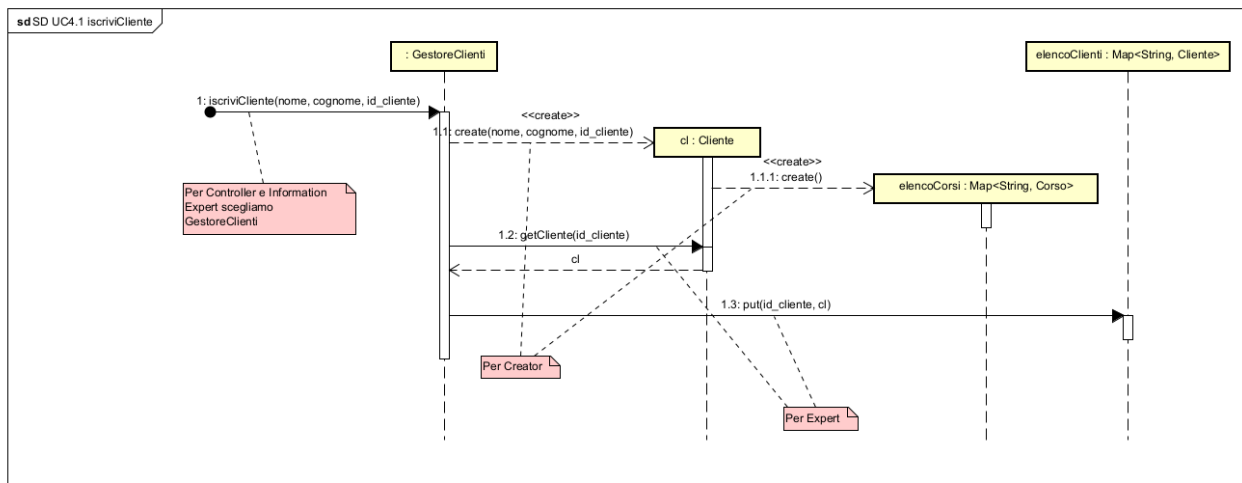 sd SD UC4.1 iscriviCliente
: GestoreClienti
elencoClienti : Map<String, Cliente>
1: iscriviCliente(nome, cognome, id_cliente)
<<create>>
1.1: create(nome, cognome, id_cliente)
cl : Cliente
<<create>>
1.1.1: create()
elencoCorsi : Map<String, Corso>
Per Controller e Information
Expert scegliamo
GestoreClienti
1.2: getCliente(id_cliente)
cl
1.3: put(id_cliente, cl)
Per Creator
Per Expert